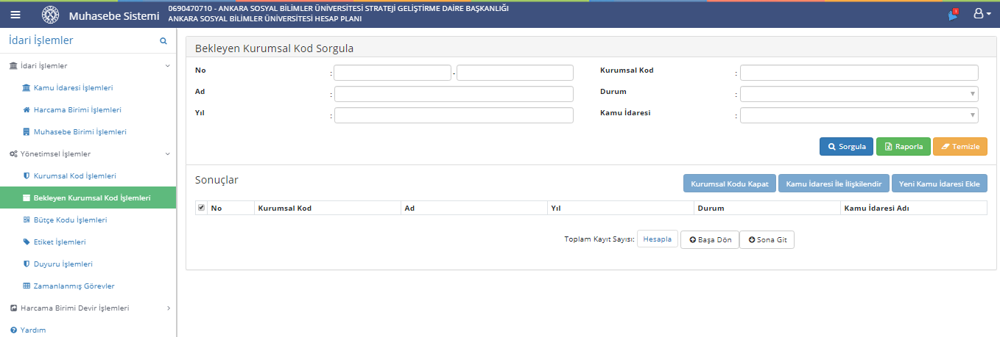 Muhasebe Sistemi
0690470710 - ANKARA SOSYAL BİLİMLER ÜNİVERSİTESİ STRATEJİ GELİŞTİRME DAİRE BAŞKANLIĞI
ANKARA SOSYAL BİLİMLER ÜNİVERSİTESİ HESAP PLANI
1
İdari İşlemler
İdari İşlemler
Kamu İdaresi İşlemleri
Harcama Birimi İşlemleri
Muhasebe Birimi İşlemleri
Yönetimsel İşlemler
Kurumsal Kod İşlemleri
Bekleyen Kurumsal Kod İşlemleri
Bütçe Kodu İşlemleri
Etiket İşlemleri
Duyuru İşlemleri
Zamanlanmış Görevler
Harcama Birimi Devir İşlemleri
Yardım
Bekleyen Kurumsal Kod Sorgula
No : - Kurumsal Kod :
Ad : Durum :
Yıl : Kamu İdaresi :
Sorgula Raporla Temizle
Sonuçlar Kurumsal Kodu Kapat Kamu İdaresi İle İlişkilendir Yeni Kamu İdaresi Ekle
No Kurumsal Kod Ad Yıl Durum Kamu İdaresi Adı
Toplam Kayıt Sayısı: Hesapla Başa Dön Sona Git